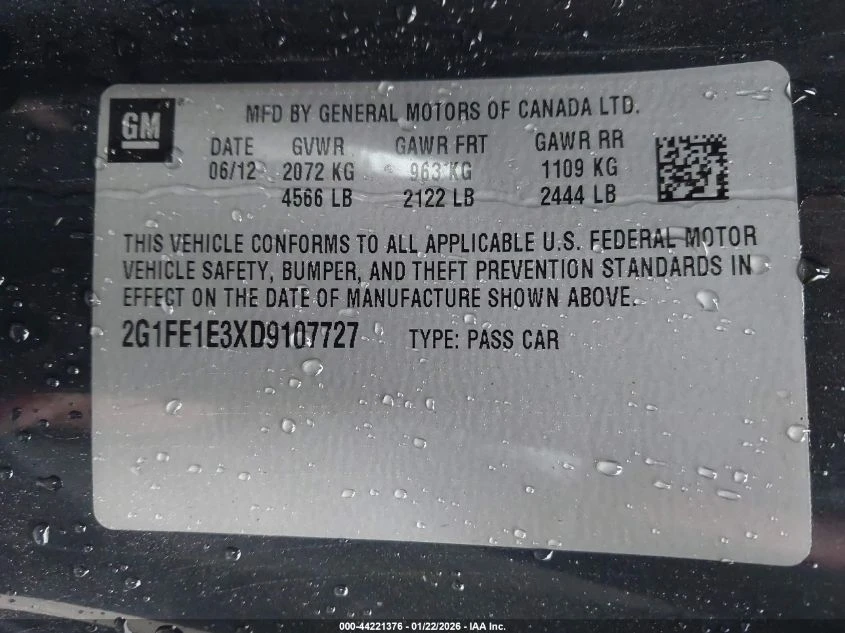 GM
MFD BY GENERAL MOTORS OF CANADA LTD.
DATE GVWR GAWR FRT GAWR RR
06/12 2072 KG 963 KG 1109 KG
4566 LB 2122 LB 2444 LB
THIS VEHICLE CONFORMS TO ALL APPLICABLE U.S. FEDERAL MOTOR
VEHICLE SAFETY, BUMPER, AND THEFT PREVENTION STANDARDS IN
EFFECT ON THE DATE OF MANUFACTURE SHOWN ABOVE.
2G1FE1E3XD9107727 TYPE: PASS CAR
000-44221376 - 01/22/2026 - IAA Inc.